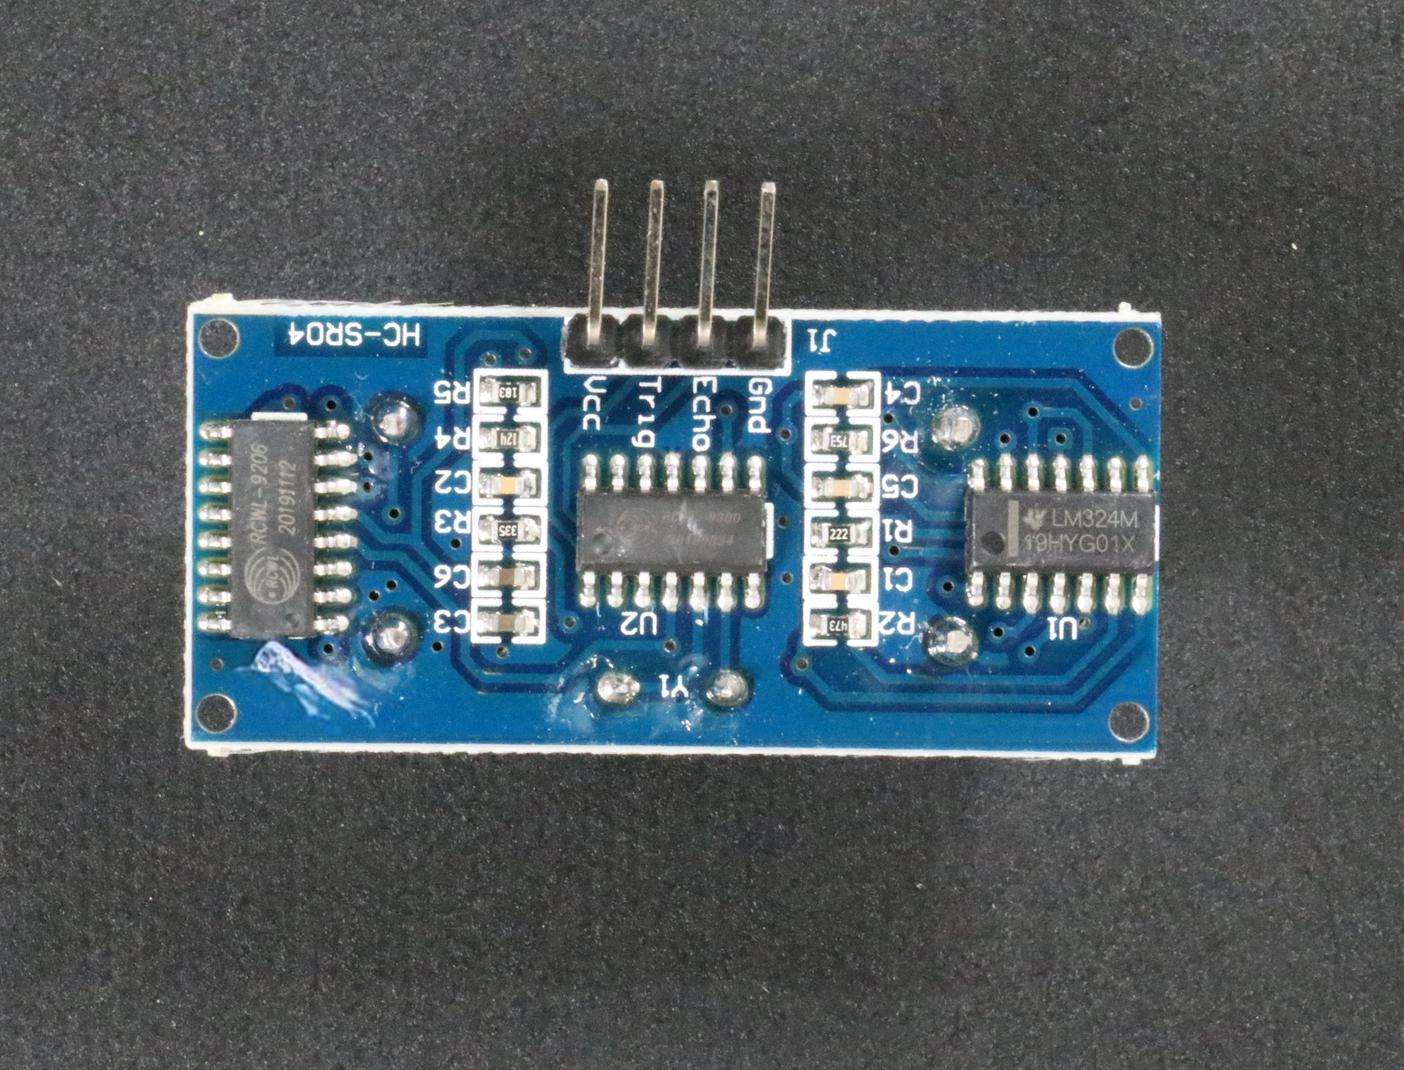 HC-SR04
J1
Vcc
Trig
Echo
Gnd
R5
183
R4
124
C2
R3
335
C6
C3
C4
R6
753
C5
R1
222
C1
R2
473
RCWL-9206
20191112
RCWL
U2
Y1
LM324M
19HYG01X
U1